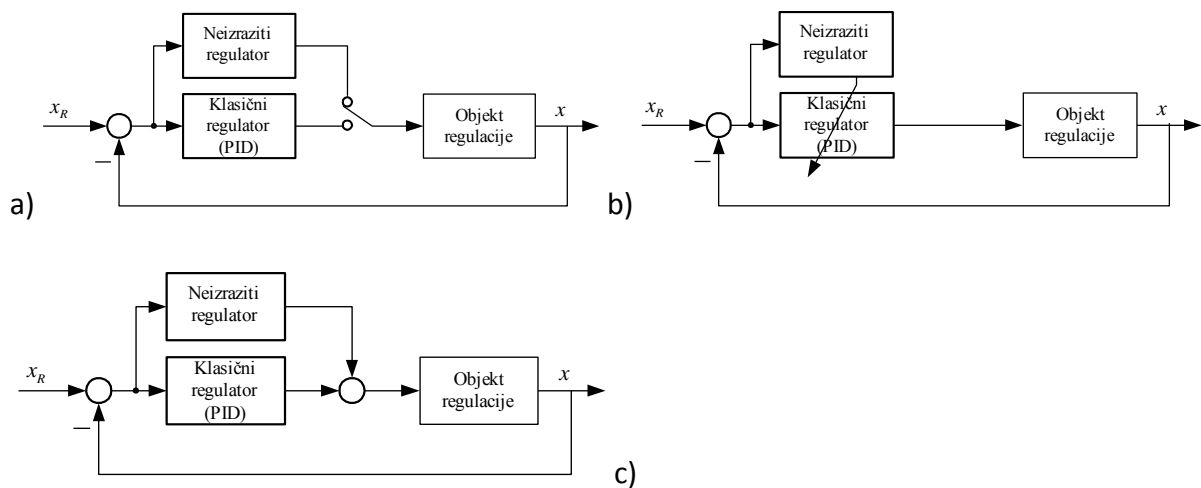 Neizraziti
regulator
x_R
Klasični
regulator
(PID)
Objekt
regulacije
x
—
a)
Neizraziti
regulator
x_R
Klasični
regulator
(PID)
Objekt
regulacije
x
—
b)
Neizraziti
regulator
x_R
Klasični
regulator
(PID)
Objekt
regulacije
x
—
c)